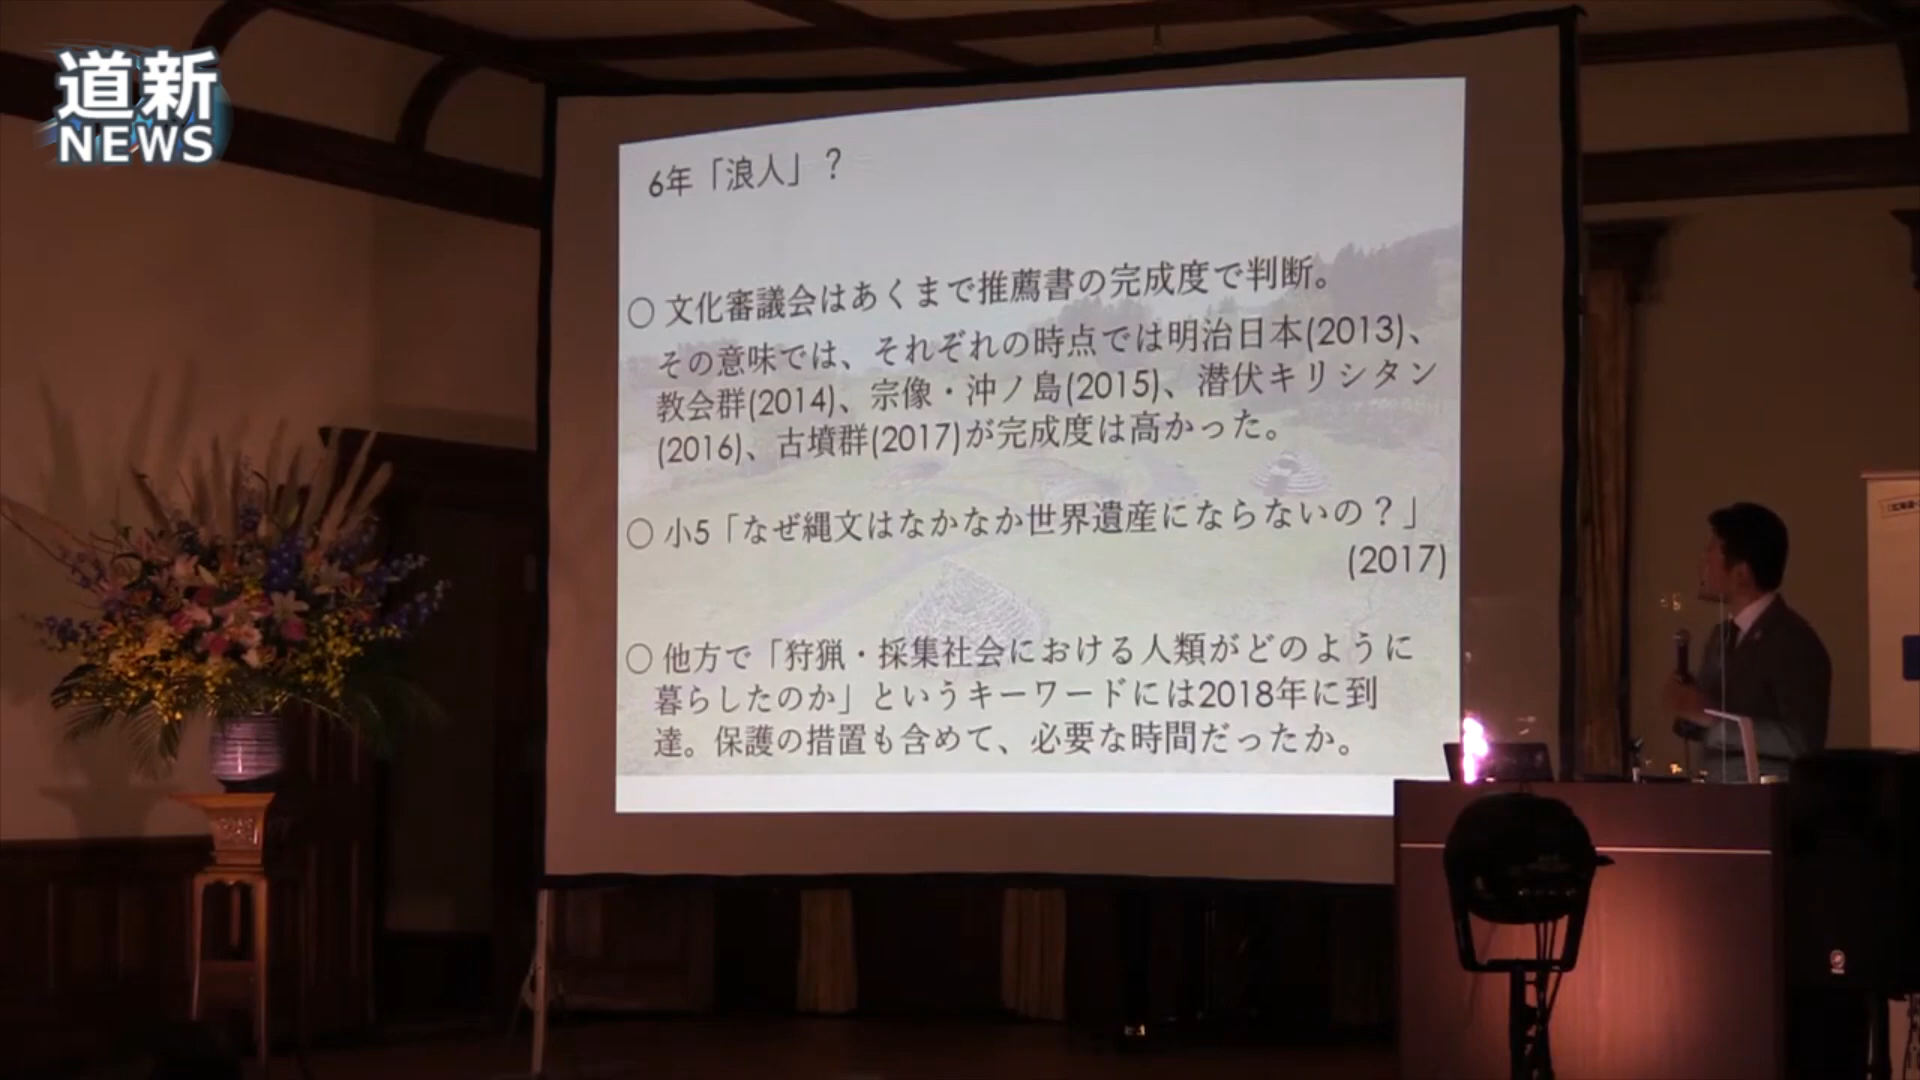 道新
NEWS
6年「浪人」?
○ 文化審議会はあくまで推薦書の完成度で判断。
その意味では、それぞれの時点では明治日本(2013)、
教会群(2014)、宗像・沖ノ島(2015)、潜伏キリシタン
(2016)、古墳群(2017)が完成度は高かった。
○ 小5「なぜ縄文はなかなか世界遺産にならないの?」
(2017)
○ 他方で「狩猟・採集社会における人類がどのように
暮らしたのか」というキーワードには2018年に到
達。保護の措置も含めて、必要な時間だったか。